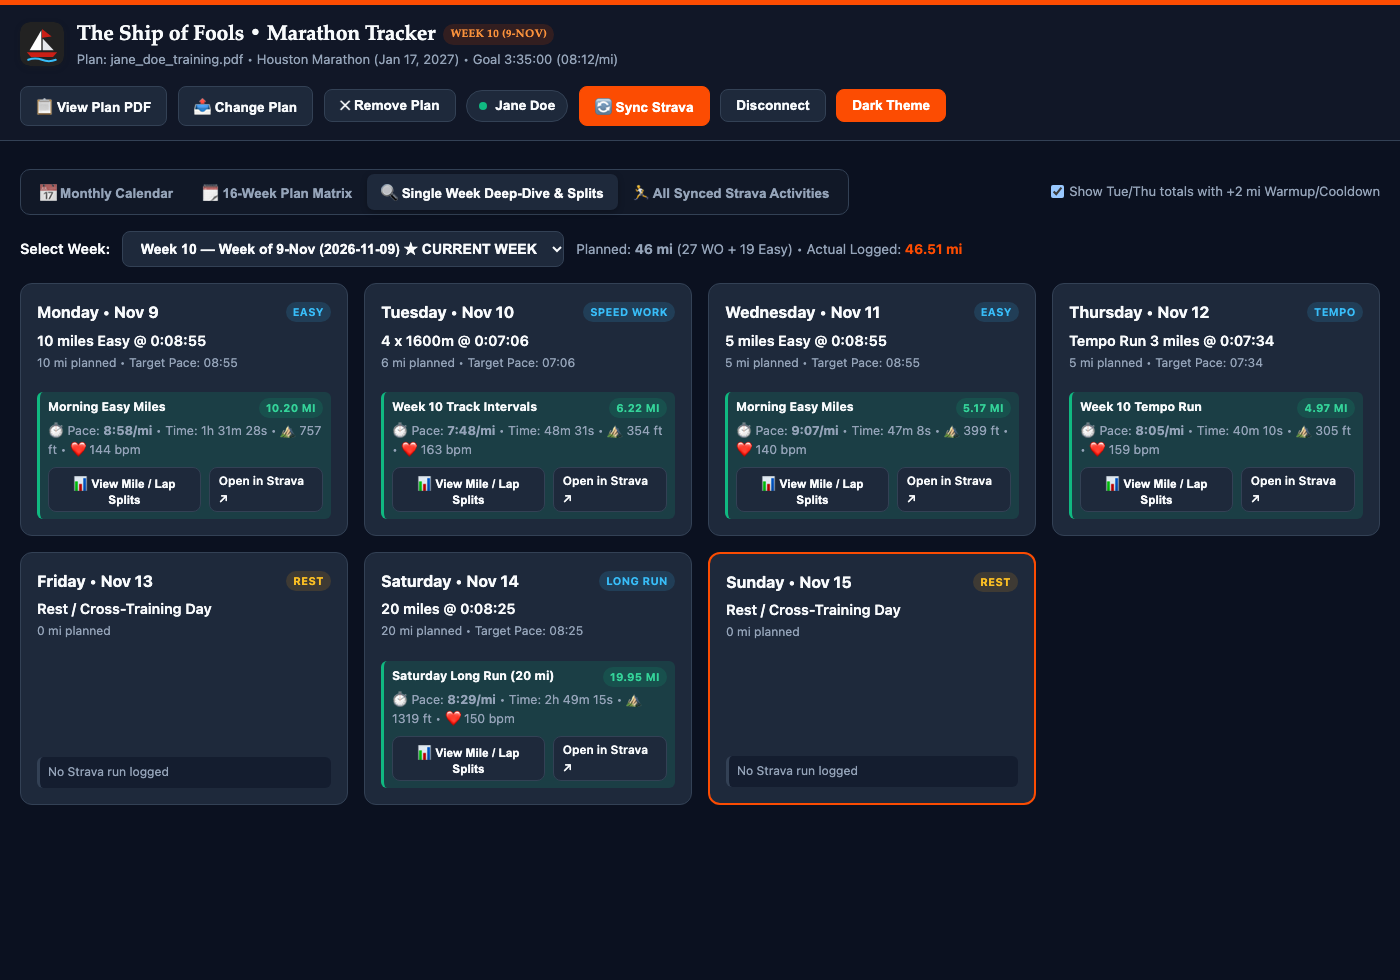 The Ship of Fools • Marathon Tracker WEEK 10 (9-NOV)
Plan: jane_doe_training.pdf • Houston Marathon (Jan 17, 2027) • Goal 3:35:00 (08:12/mi)
View Plan PDF
Change Plan
✕ Remove Plan
Jane Doe
Sync Strava
Disconnect
Dark Theme
Monthly Calendar
16-Week Plan Matrix
Single Week Deep-Dive & Splits
All Synced Strava Activities
Show Tue/Thu totals with +2 mi Warmup/Cooldown
Select Week:
Week 10 — Week of 9-Nov (2026-11-09) ★ CURRENT WEEK
Planned: 46 mi (27 WO + 19 Easy) • Actual Logged: 46.51 mi
Monday • Nov 9
EASY
10 miles Easy @ 0:08:55
10 mi planned • Target Pace: 08:55
Morning Easy Miles
10.20 MI
Pace: 8:58/mi • Time: 1h 31m 28s • 757
ft • 144 bpm
View Mile / Lap
Splits
Open in Strava
↗
Tuesday • Nov 10
SPEED WORK
4 x 1600m @ 0:07:06
6 mi planned • Target Pace: 07:06
Week 10 Track Intervals
6.22 MI
Pace: 7:48/mi • Time: 48m 31s • 354 ft
• 163 bpm
View Mile / Lap
Splits
Open in Strava
↗
Wednesday • Nov 11
EASY
5 miles Easy @ 0:08:55
5 mi planned • Target Pace: 08:55
Morning Easy Miles
5.17 MI
Pace: 9:07/mi • Time: 47m 8s • 399 ft •
140 bpm
View Mile / Lap
Splits
Open in Strava
↗
Thursday • Nov 12
TEMPO
Tempo Run 3 miles @ 0:07:34
5 mi planned • Target Pace: 07:34
Week 10 Tempo Run
4.97 MI
Pace: 8:05/mi • Time: 40m 10s • 305 ft
• 159 bpm
View Mile / Lap
Splits
Open in Strava
↗
Friday • Nov 13
REST
Rest / Cross-Training Day
0 mi planned
No Strava run logged
Saturday • Nov 14
LONG RUN
20 miles @ 0:08:25
20 mi planned • Target Pace: 08:25
Saturday Long Run (20 mi)
19.95 MI
Pace: 8:29/mi • Time: 2h 49m 15s •
1319 ft • 150 bpm
View Mile / Lap
Splits
Open in Strava
↗
Sunday • Nov 15
REST
Rest / Cross-Training Day
0 mi planned
No Strava run logged